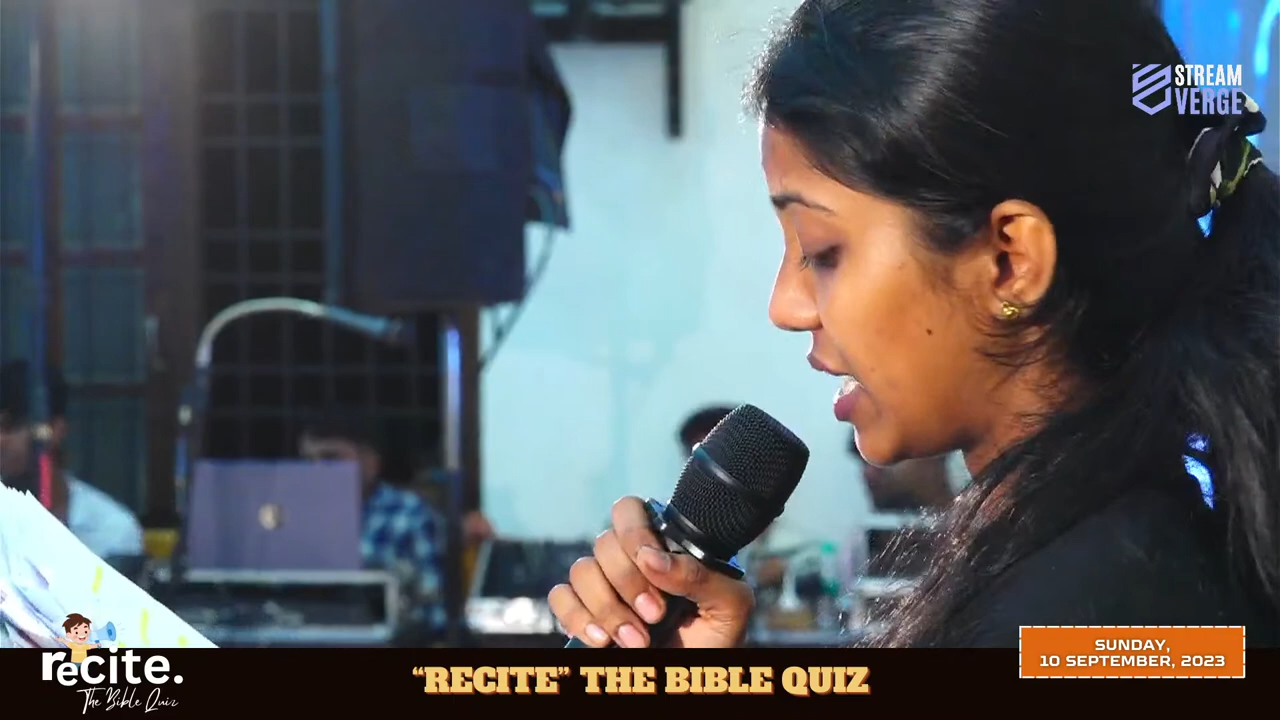 STREAM
VERGE
recite.
The Bible Quiz
“RECITE” THE BIBLE QUIZ
SUNDAY,
10 SEPTEMBER, 2023